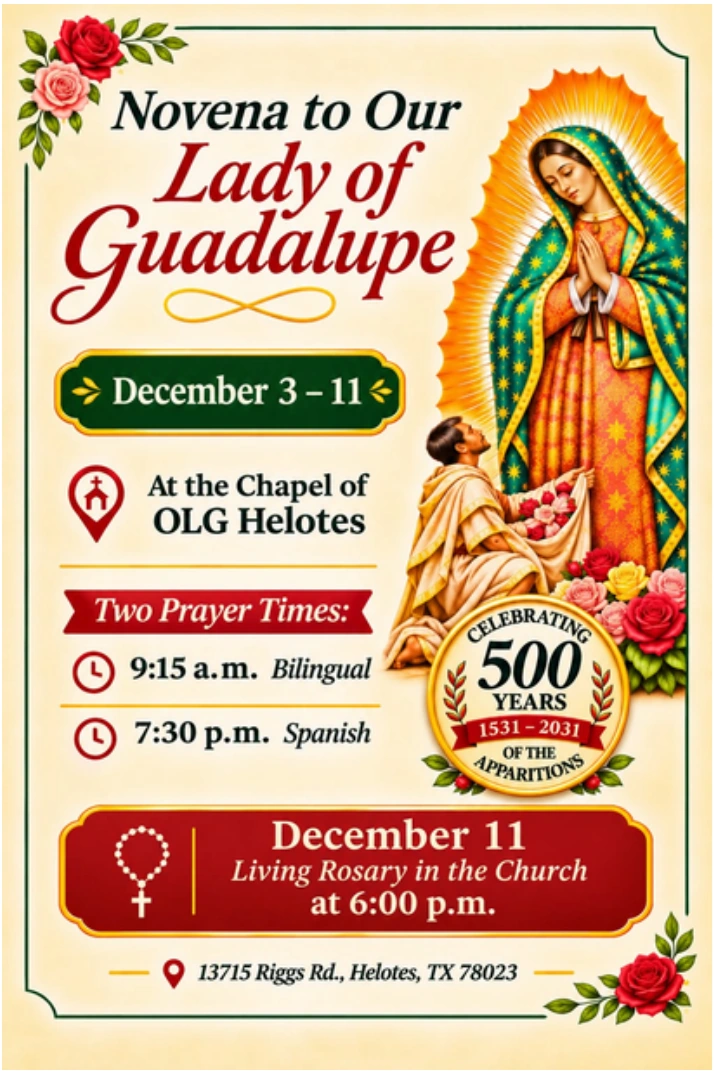 Novena to Our
Lady of
Guadalupe
December 3 – 11
At the Chapel of
OLG Helotes
Two Prayer Times:
9:15 a.m. Bilingual
7:30 p.m. Spanish
CELEBRATING
500
YEARS
1531 – 2031
OF THE
APPARITIONS
December 11
Living Rosary in the Church
at 6:00 p.m.
13715 Riggs Rd., Helotes, TX 78023